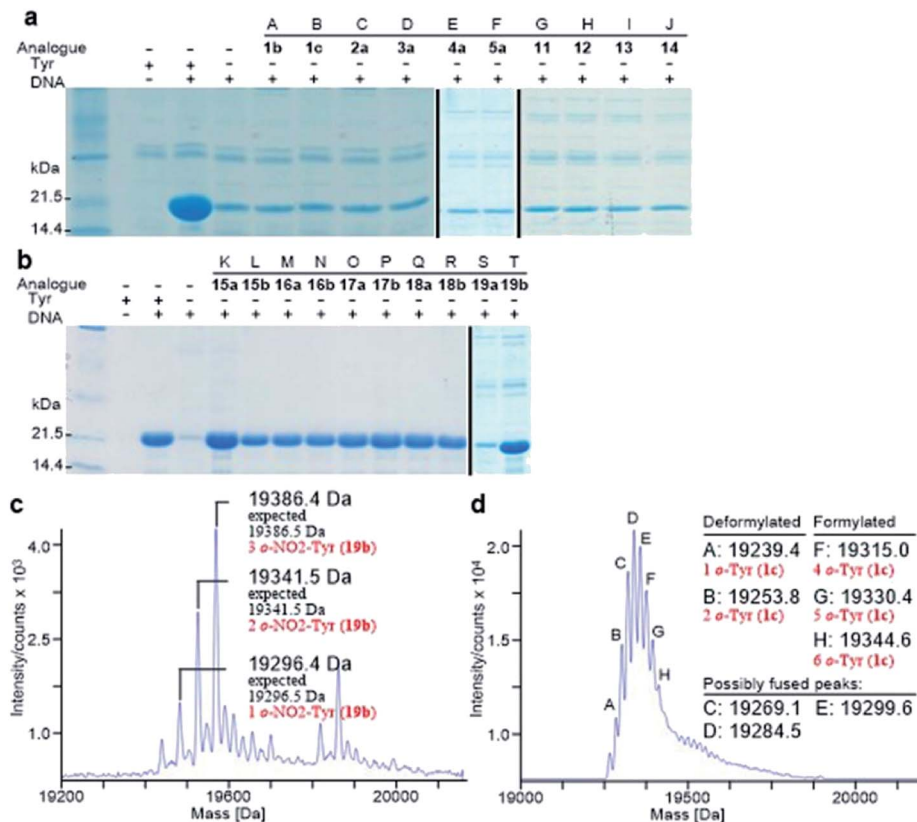 a
A B C D E F G H I J
Analogue - - - 1b 1c 2a 3a 4a 5a 11 12 13 14
Tyr + + - - - - - - - - - - -
DNA - + + + + + + + + + + + +
kDa
21.5
14.4
b
K L M N O P Q R S T
Analogue - - - 15a 15b 16a 16b 17a 17b 18a 18b 19a 19b
Tyr + + - - - - - - - - - - -
DNA - + + + + + + + + + + + +
kDa
21.5
14.4
c
Intensity/counts x 10³
4.0
2.5
1.0
19386.4 Da
expected
19386.5 Da
3 o-NO2-Tyr (19b)
19341.5 Da
expected
19341.5 Da
2 o-NO2-Tyr (19b)
19296.4 Da
expected
19296.5 Da
1 o-NO2-Tyr (19b)
19200 19600 20000
Mass [Da]
d
Intensity/counts x 10⁴
2.0
1.5
1.0
A
B
C
D
E
F
G
H
Deformylated Formylated
A: 19239.4 F: 19315.0
1 o-Tyr (1c) 4 o-Tyr (1c)
B: 19253.8 G: 19330.4
2 o-Tyr (1c) 5 o-Tyr (1c)
H: 19344.6
6 o-Tyr (1c)
Possibly fused peaks:
C: 19269.1 E: 19299.6
D: 19284.5
19000 19500 20000
Mass [Da]